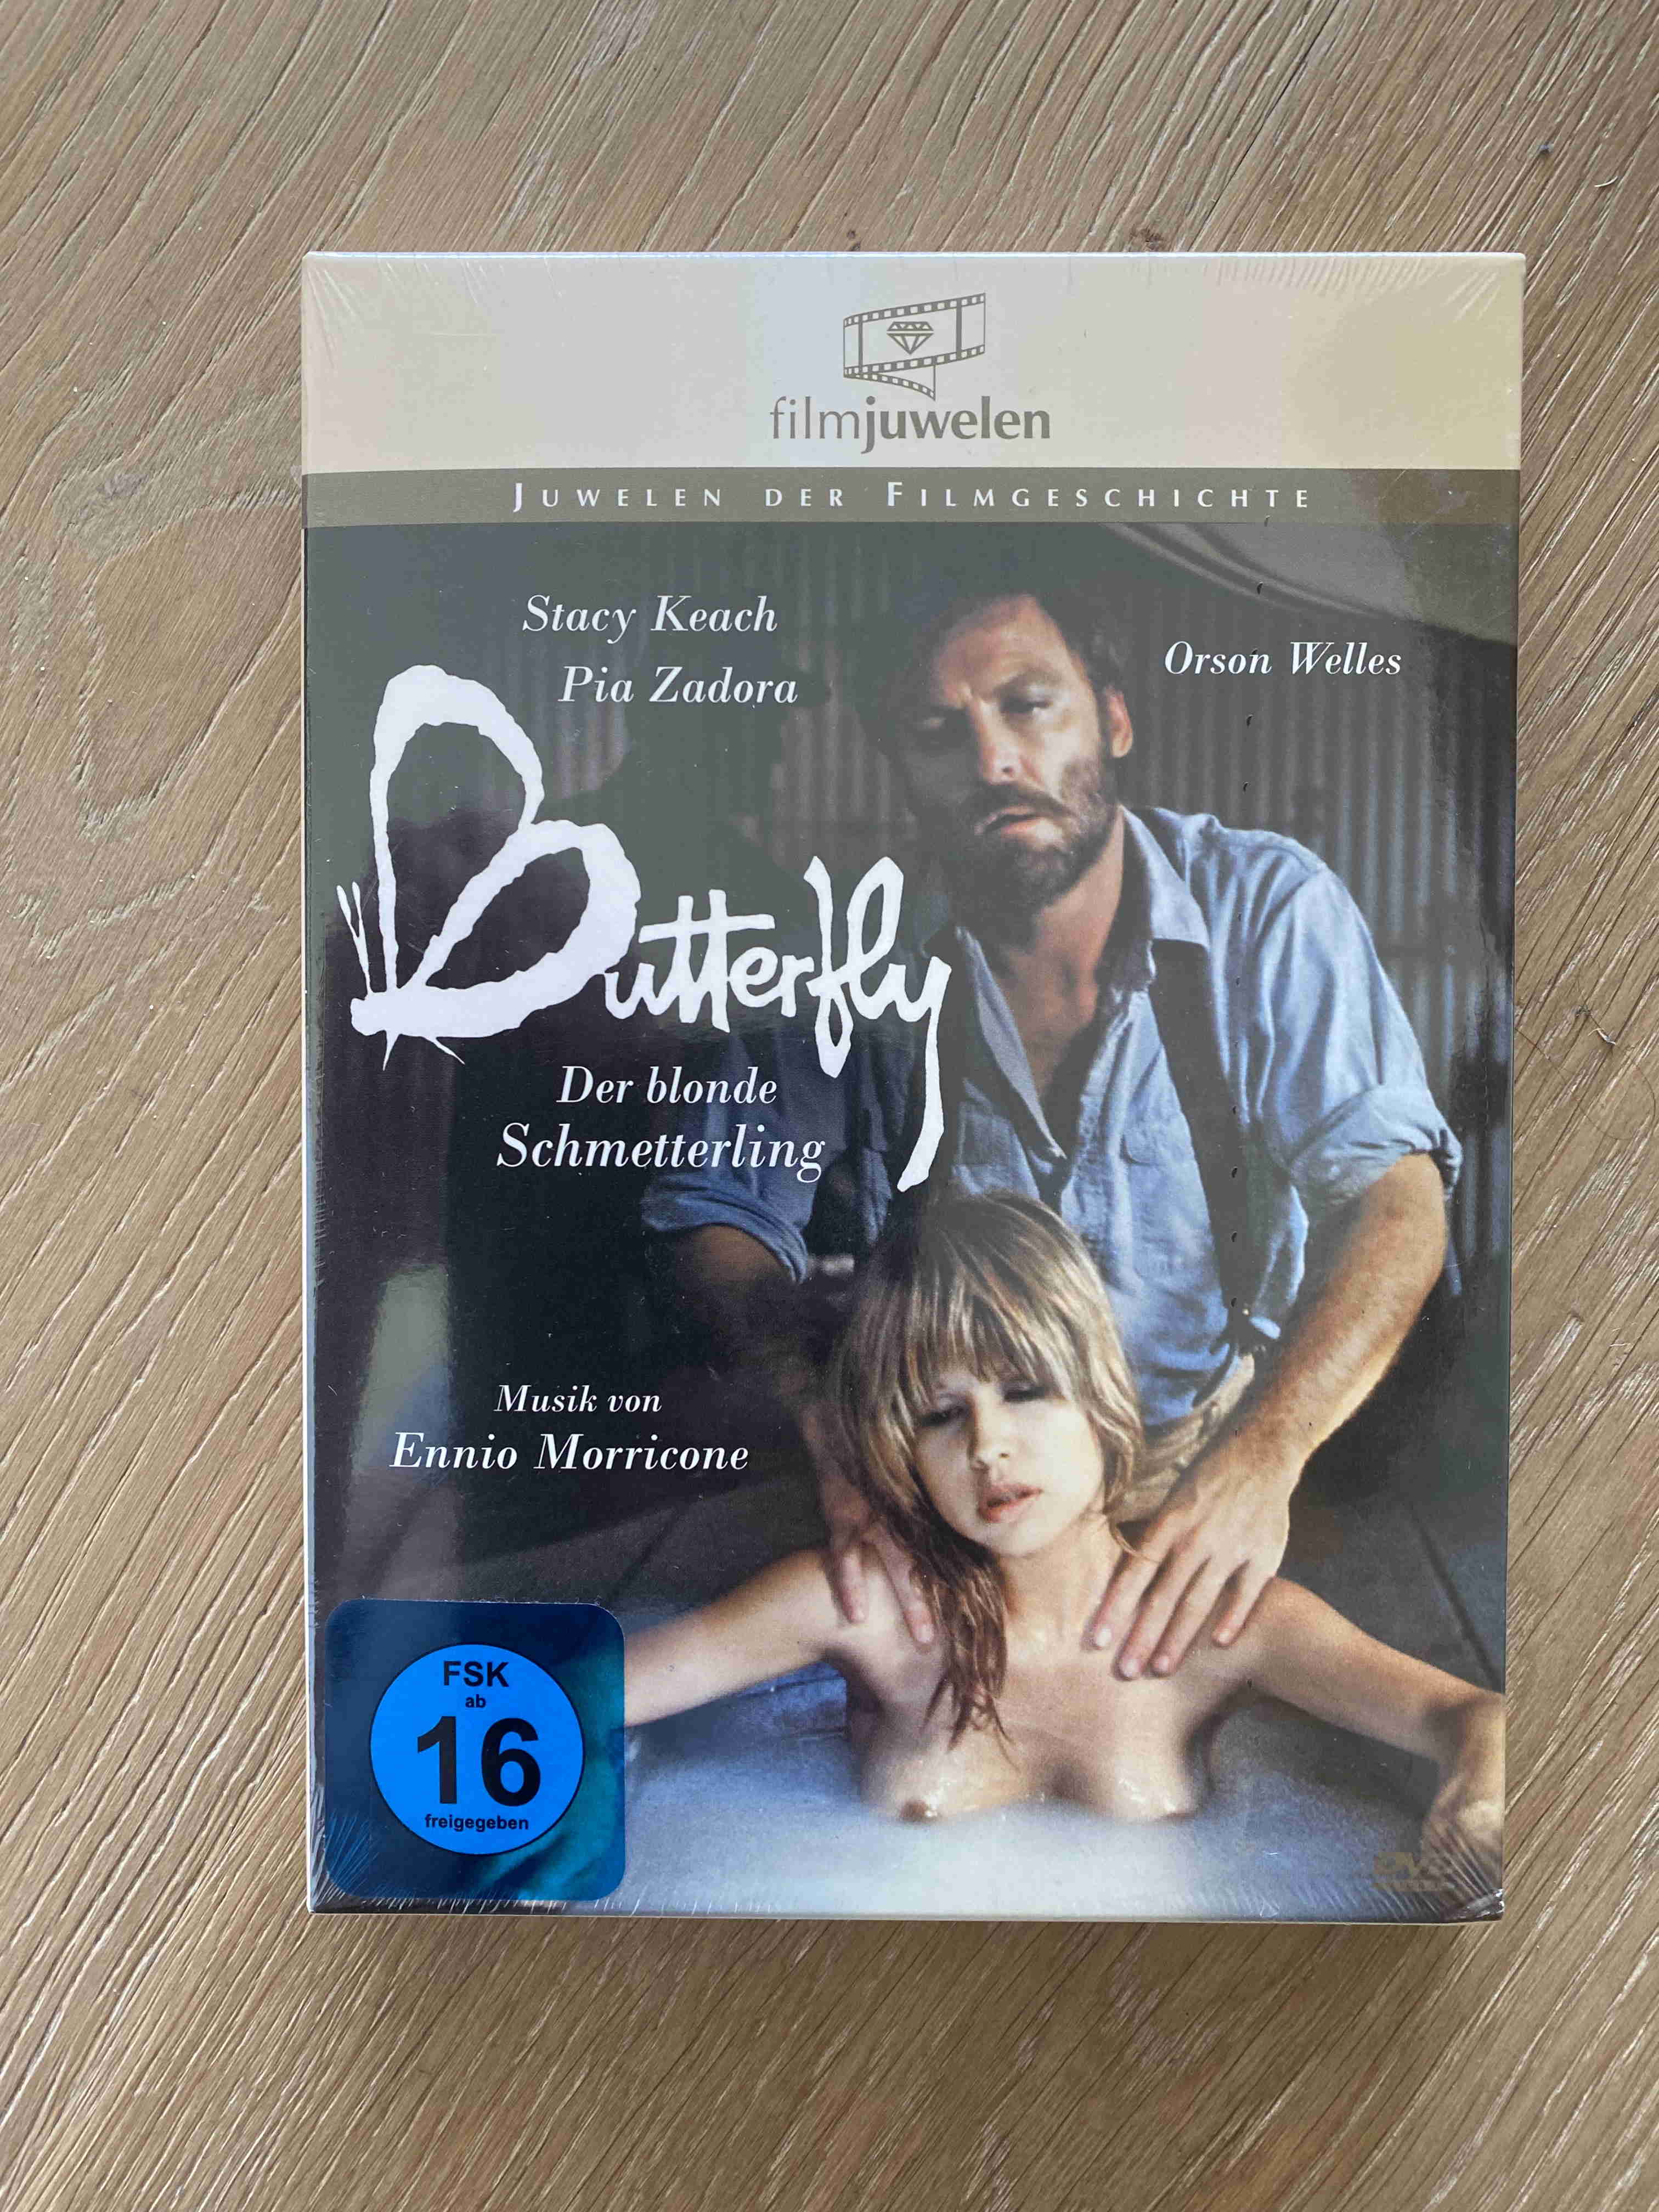 filmjuwelen
JUWELEN DER FILMGESCHICHTE
Stacy Keach
Pia Zadora
Orson Welles
Butterfly
Der blonde
Schmetterling
Musik von
Ennio Morricone
FSK
ab
16
freigegeben
DVD